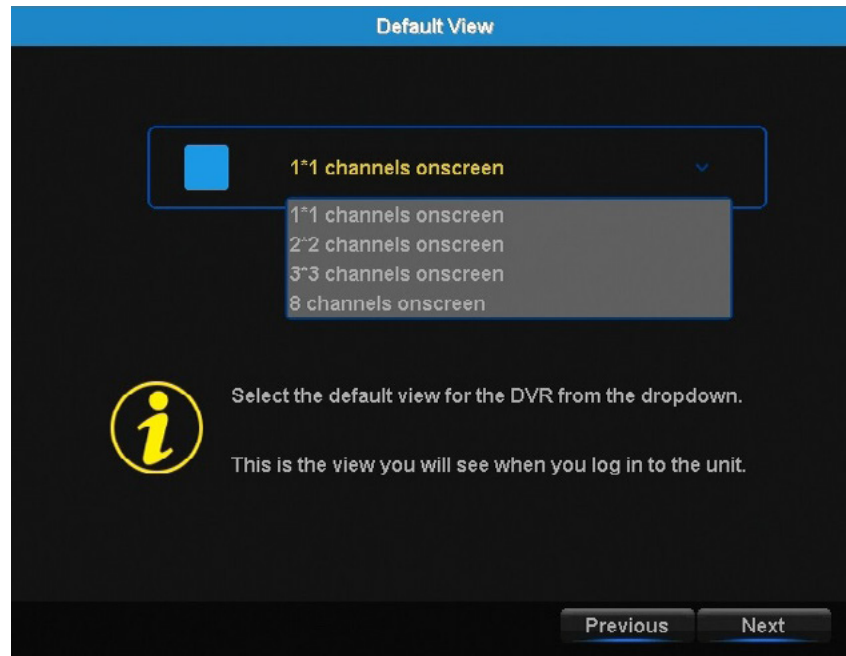 Default View
1*1 channels onscreen
1*1 channels onscreen
2*2 channels onscreen
3*3 channels onscreen
8 channels onscreen
Select the default view for the DVR from the dropdown.
This is the view you will see when you log in to the unit.
Previous Next